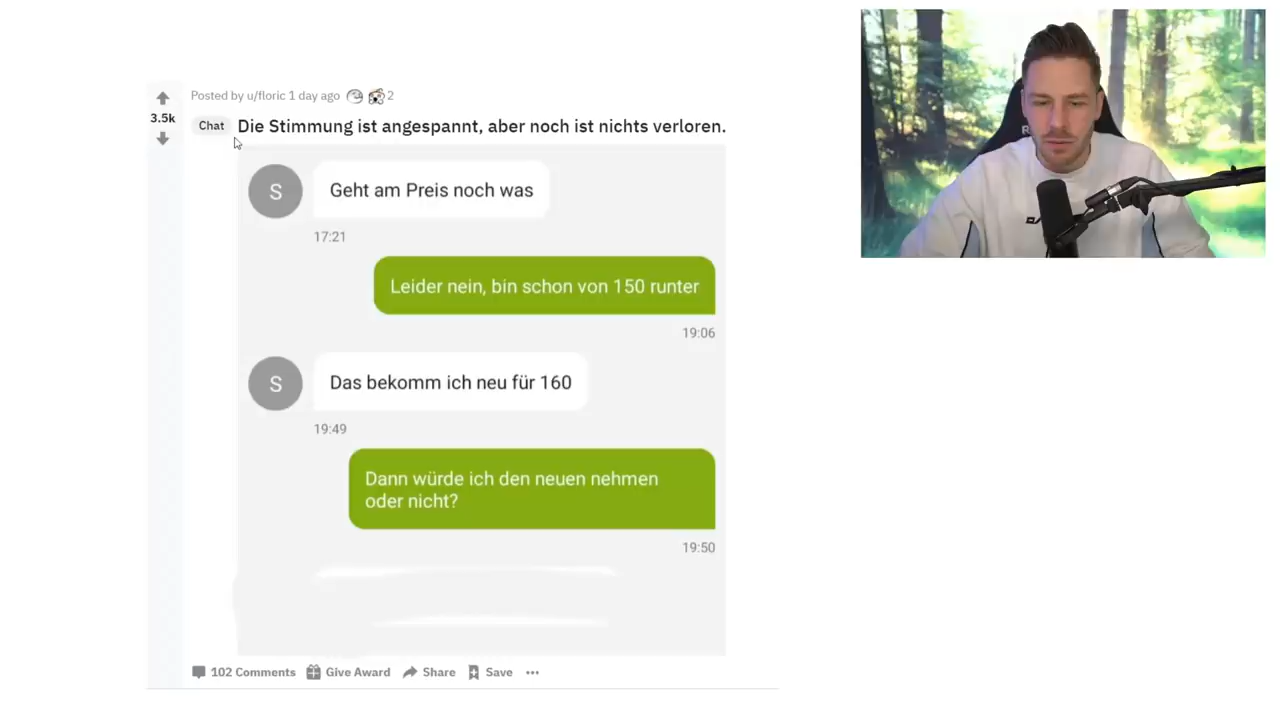 Posted by u/floric 1 day ago 2
3.5k
Chat Die Stimmung ist angespannt, aber noch ist nichts verloren.
S
Geht am Preis noch was
17:21
Leider nein, bin schon von 150 runter
19:06
S
Das bekomm ich neu für 160
19:49
Dann würde ich den neuen nehmen
oder nicht?
19:50
102 Comments Give Award Share Save